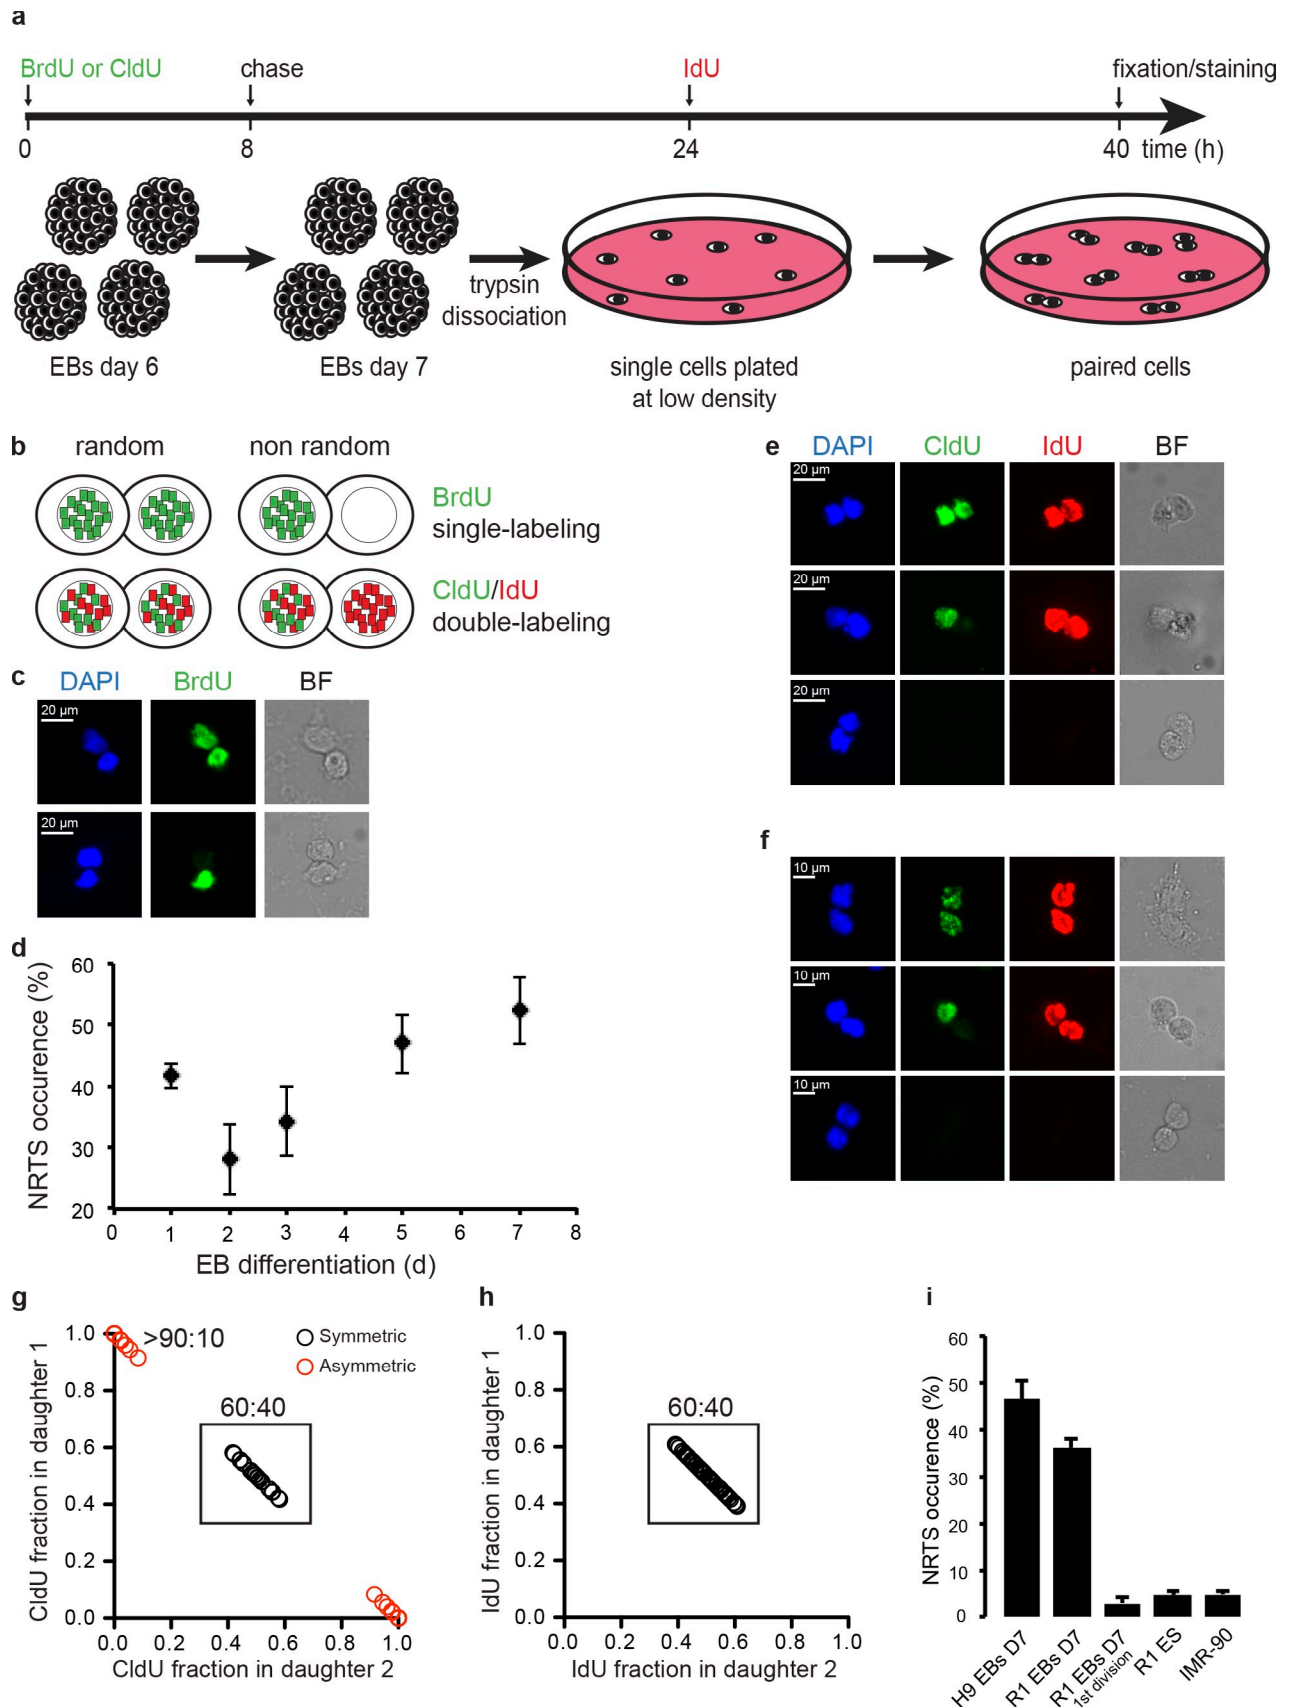 a
BrdU or CldU
chase
IdU
fixation/staining
0
8
24
40
time (h)
trypsin
dissociation
EBs day 6
EBs day 7
single cells plated
at low density
paired cells
b
random
non random
BrdU
single-labeling
CldU/IdU
double-labeling
c
DAPI
BrdU
BF
20 µm
20 µm
d
NRTS occurence (%)
60
50
40
30
20
0
1
2
3
4
5
6
7
8
EB differentiation (d)
e
DAPI
CldU
IdU
BF
20 µm
20 µm
20 µm
f
10 µm
10 µm
10 µm
g
CldU fraction in daughter 1
1.0
0.8
0.6
0.4
0.2
0.0
>90:10
Symmetric
Asymmetric
60:40
0.0
0.2
0.4
0.6
0.8
1.0
CldU fraction in daughter 2
h
IdU fraction in daughter 1
1.0
0.8
0.6
0.4
0.2
0.0
60:40
0.0
0.2
0.4
0.6
0.8
1.0
IdU fraction in daughter 2
i
NRTS occurence (%)
60
50
40
30
20
10
0
H9 EBs D7
R1 EBs D7
R1 EBs D7
1st division
R1 ES
IMR-90